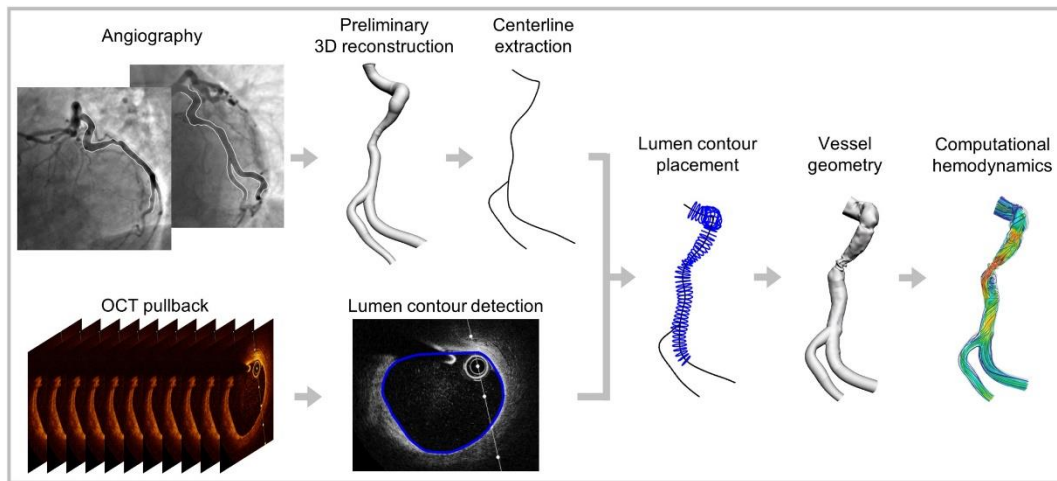 Angiography
Preliminary
3D reconstruction
Centerline
extraction
OCT pullback
Lumen contour detection
Lumen contour
placement
Vessel
geometry
Computational
hemodynamics